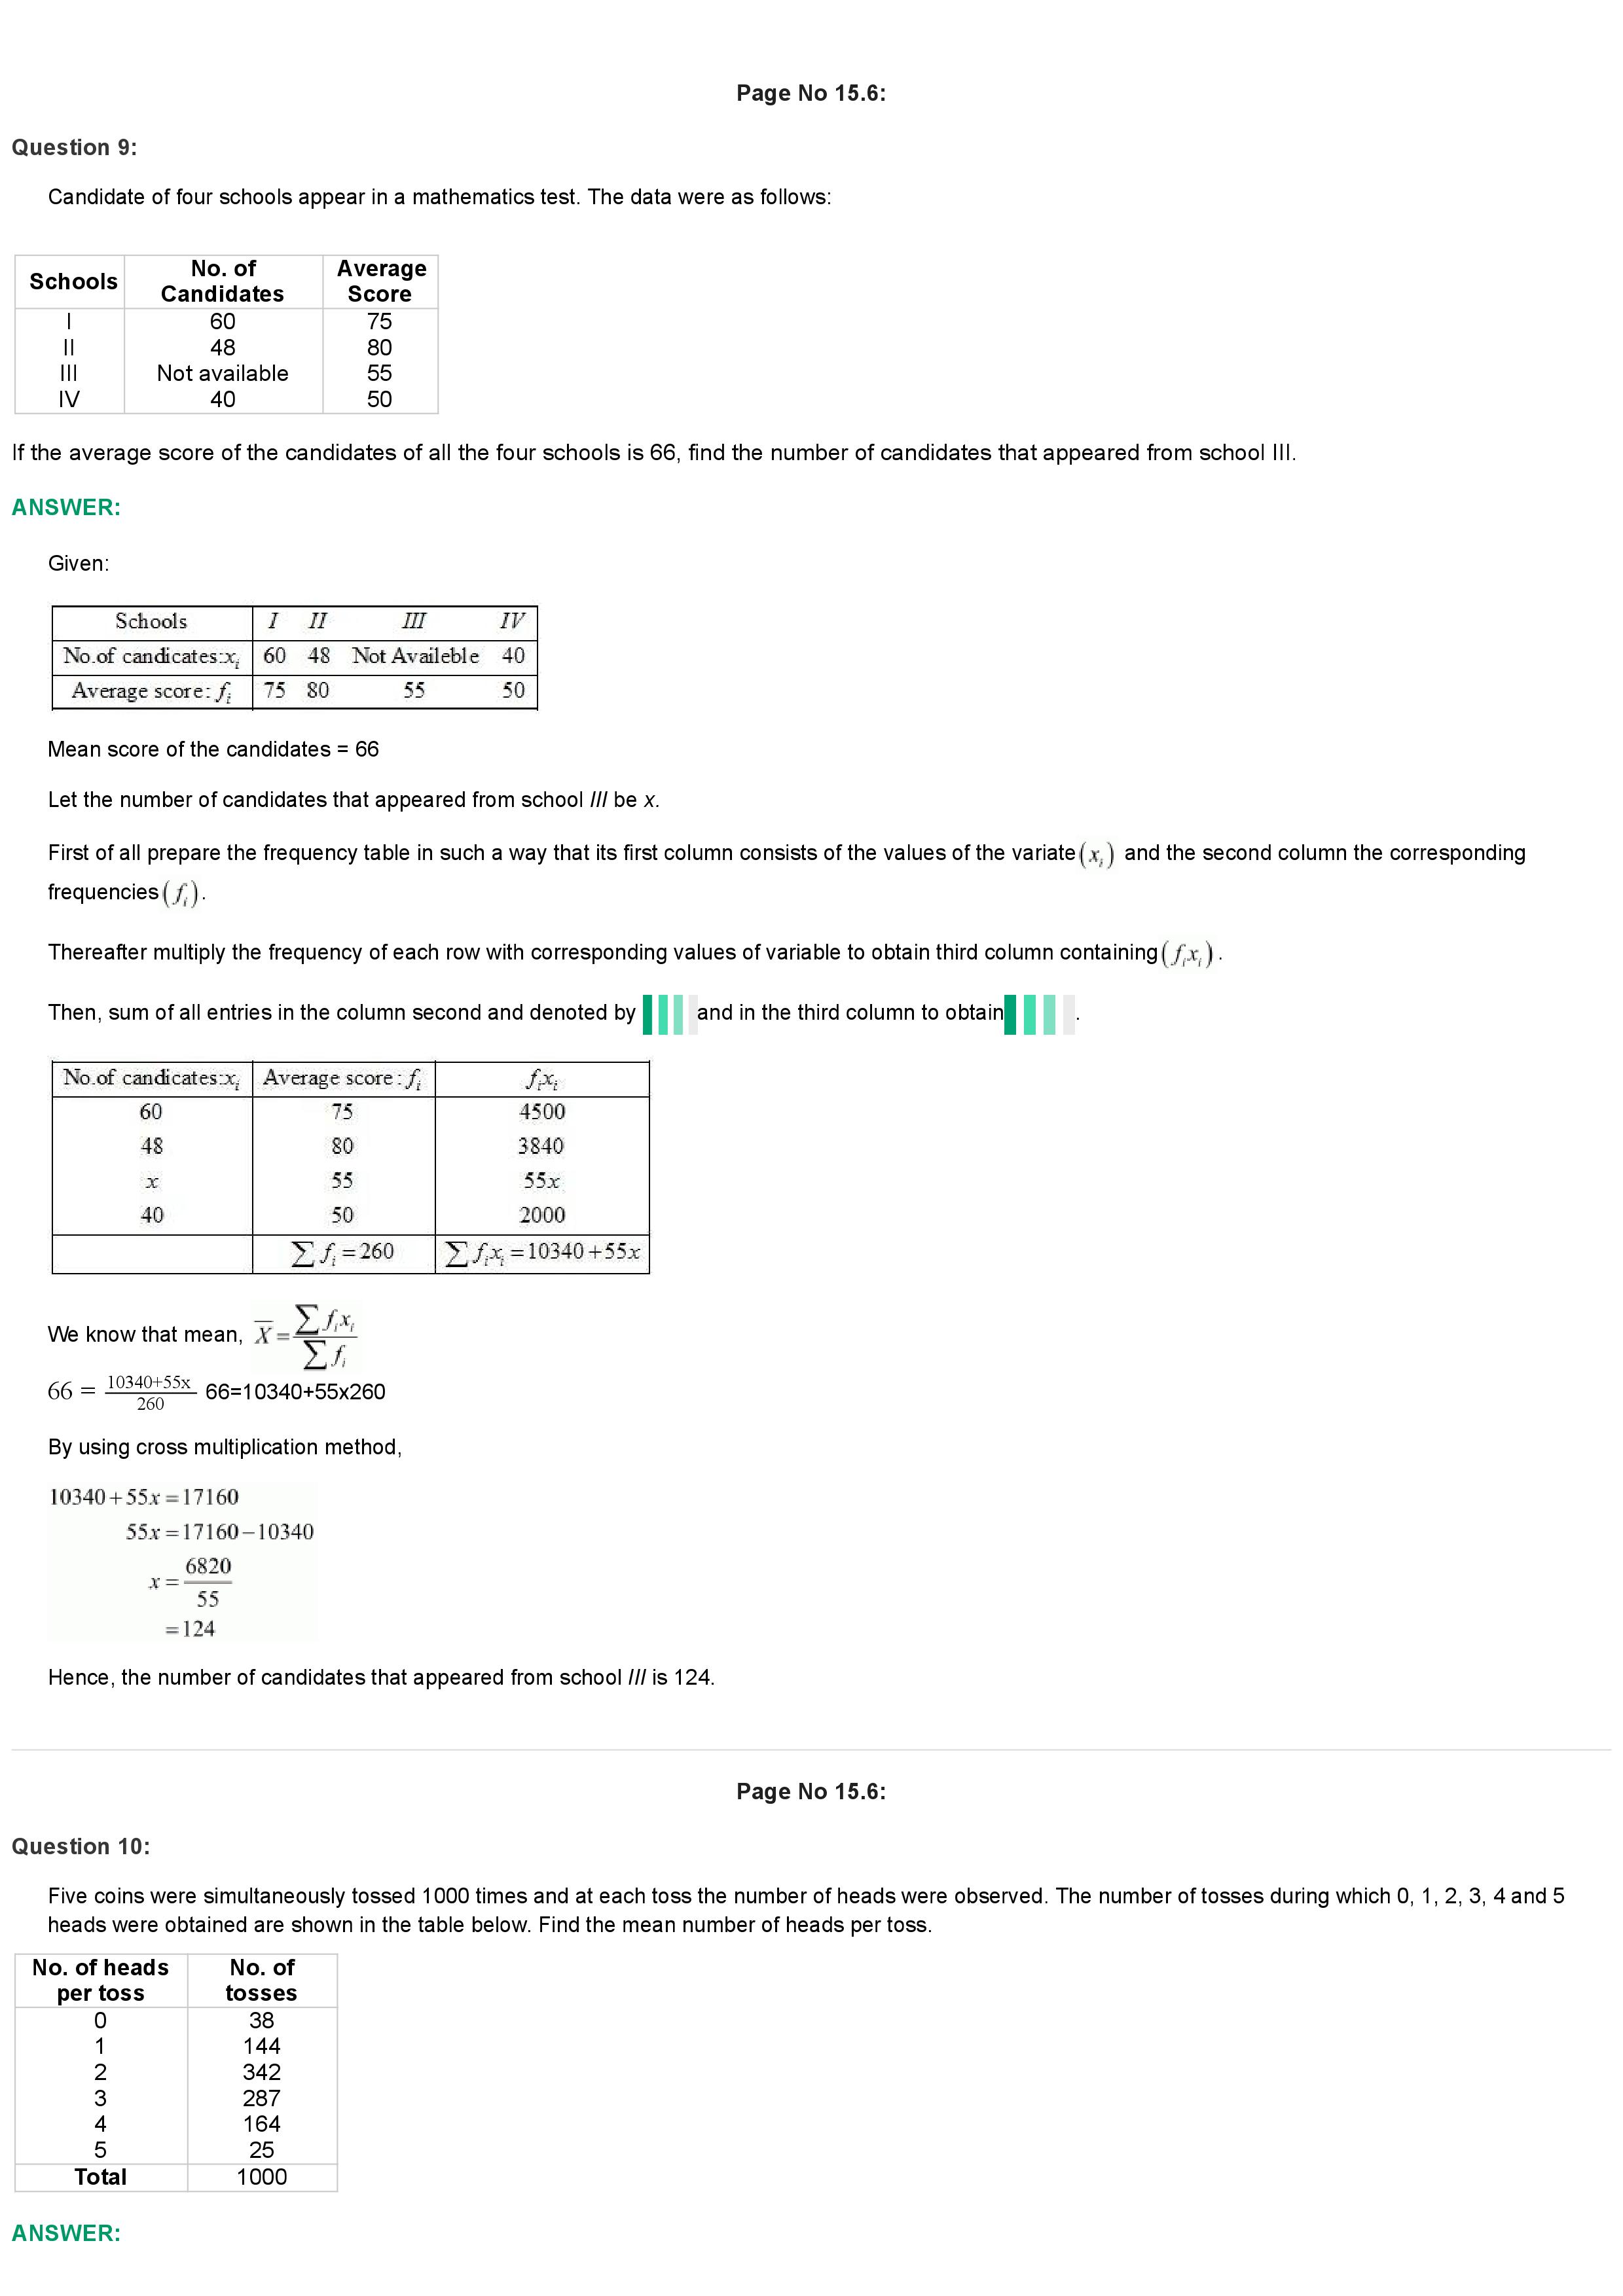 Page No 15.6:
Question 9:
Candidate of four schools appear in a mathematics test. The data were as follows:
Schools No. of Candidates Average Score
I 60 75
II 48 80
III Not available 55
IV 40 50
If the average score of the candidates of all the four schools is 66, find the number of candidates that appeared from school III.
ANSWER:
Given:
Schools I II III IV
No.of candicates:x_i 60 48 Not Availeble 40
Average score: f_i 75 80 55 50
Mean score of the candidates = 66
Let the number of candidates that appeared from school III be x.
First of all prepare the frequency table in such a way that its first column consists of the values of the variate (x_i) and the second column the corresponding
frequencies (f_i).
Thereafter multiply the frequency of each row with corresponding values of variable to obtain third column containing (f_i x_i).
Then, sum of all entries in the column second and denoted by and in the third column to obtain .
No.of candicates:x_i Average score: f_i f_i x_i
60 75 4500
48 80 3840
x 55 55x
40 50 2000
∑ f_i = 260 ∑ f_i x_i = 10340 + 55x
We know that mean, X̄ = ∑ f_i x_i / ∑ f_i
66 = 10340+55x / 260 66=10340+55x260
By using cross multiplication method,
10340 + 55x = 17160
55x = 17160 − 10340
x = 6820 / 55
= 124
Hence, the number of candidates that appeared from school III is 124.
Page No 15.6:
Question 10:
Five coins were simultaneously tossed 1000 times and at each toss the number of heads were observed. The number of tosses during which 0, 1, 2, 3, 4 and 5
heads were obtained are shown in the table below. Find the mean number of heads per toss.
No. of heads per toss No. of tosses
0 38
1 144
2 342
3 287
4 164
5 25
Total 1000
ANSWER: